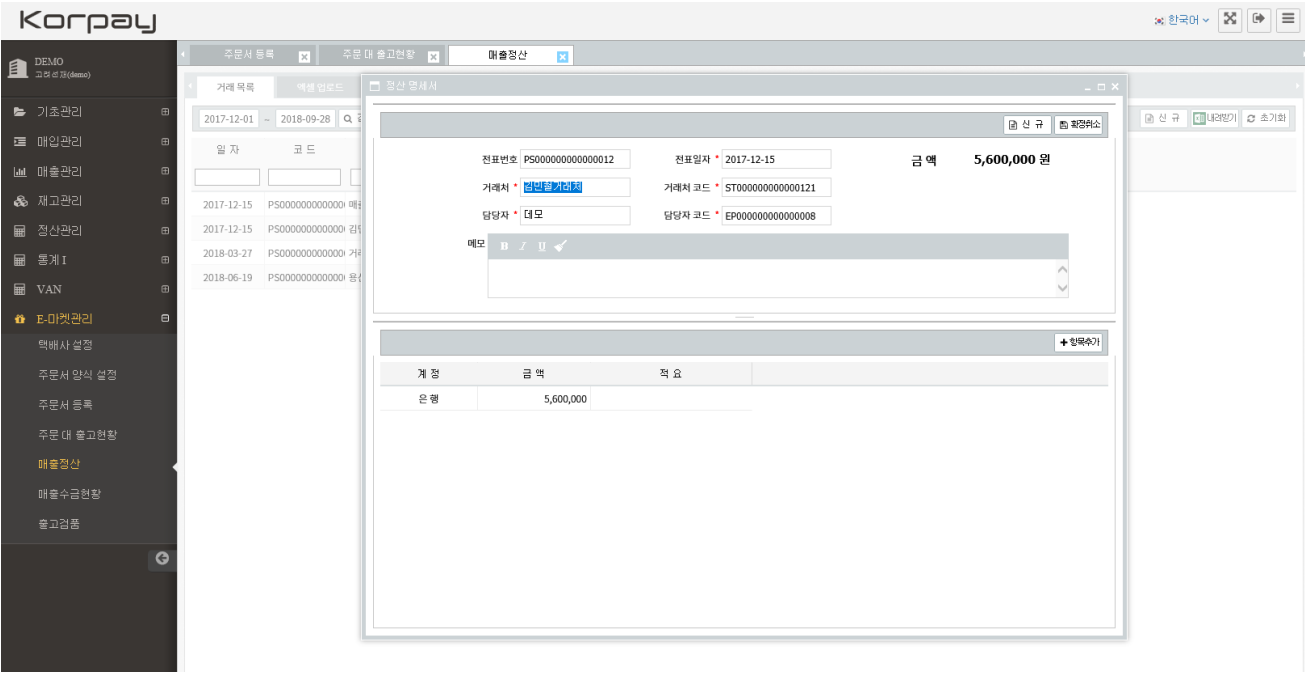 Korpay
한국어
DEMO
고려선재(demo)
기초관리
매입관리
매출관리
재고관리
정산관리
통계 I
VAN
E-마켓관리
택배사 설정
주문서 양식 설정
주문서 등록
주문 대 출고현황
매출정산
매출수금현황
출고검품
주문서 등록
주문 대 출고현황
매출정산
거래 목록
엑셀 업로드
2017-12-01 ~ 2018-09-28
신 규
내려받기
초기화
일 자
코 드
2017-12-15 PS00000000000
2017-12-15 PS00000000000
2018-03-27 PS00000000000
2018-06-19 PS00000000000
정산 명세서
신 규
확정취소
전표번호 PS000000000000012
전표일자 * 2017-12-15
금 액 5,600,000 원
거래처 * 김민철거래처
거래처 코드 * ST000000000000121
담당자 * 데모
담당자 코드 * EP000000000000008
메모
B I U
항목추가
계 정 금 액 적 요
은 행 5,600,000